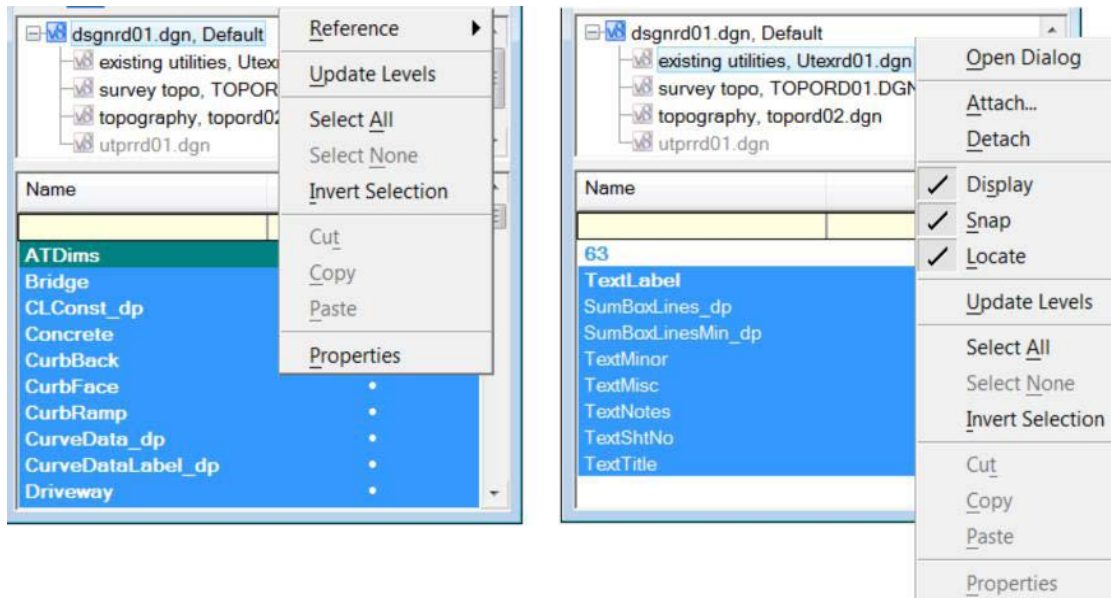 dsgnrd01.dgn, Default
existing utilities, Utex
survey topo, TOPOR
topography, topord0
utprrd01.dgn
Reference
Update Levels
Select All
Select None
Invert Selection
Cut
Copy
Paste
Properties
Name
ATDims
Bridge
CLConst_dp
Concrete
CurbBack
CurbFace
CurbRamp
CurveData_dp
CurveDataLabel_dp
Driveway
dsgnrd01.dgn, Default
existing utilities, Utexrd01.dgn
survey topo, TOPORD01.DGN
topography, topord02.dgn
utprrd01.dgn
Name
63
TextLabel
SumBoxLines_dp
SumBoxLinesMin_dp
TextMinor
TextMisc
TextNotes
TextShtNo
TextTitle
Open Dialog
Attach...
Detach
Display
Snap
Locate
Update Levels
Select All
Select None
Invert Selection
Cut
Copy
Paste
Properties